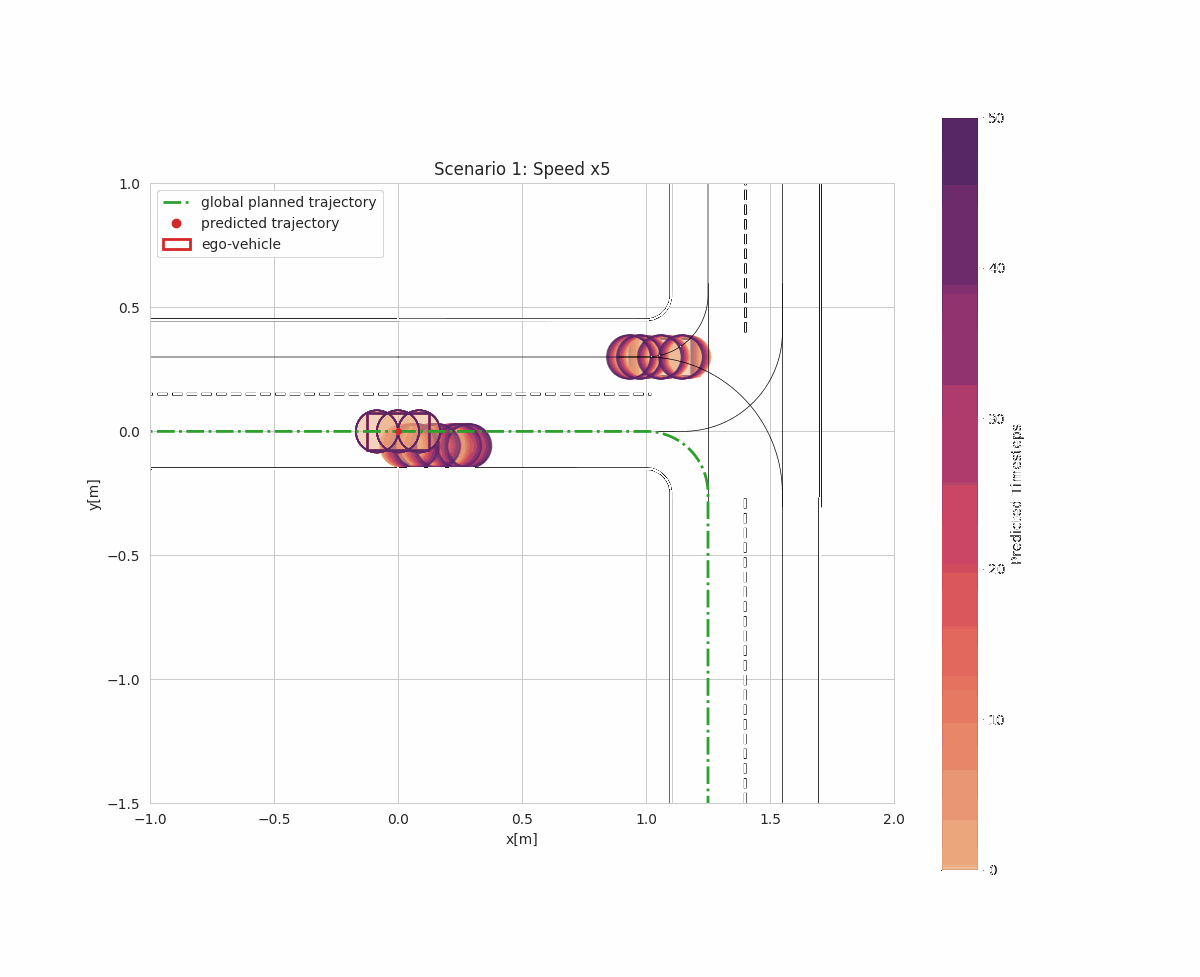 Scenario 1: Speed x5
global planned trajectory
predicted trajectory
ego-vehicle
1.0
0.5
0.0
−0.5
−1.0
−1.5
y[m]
−1.0 −0.5 0.0 0.5 1.0 1.5 2.0
x[m]
50
40
30
20
10
0
Predicted Timesteps